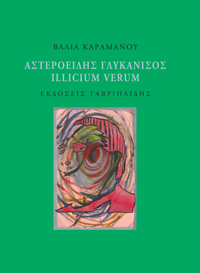 ΒΑΛΙΑ ΚΑΡΑΜΑΝΟΥ
ΑΣΤΕΡΟΕΙΔΗΣ ΓΛΥΚΑΝΙΣΟΣ
ILLICIUM VERUM
ΕΚΔΟΣΕΙΣ ΓΑΒΡΙΗΛΙΔΗΣ